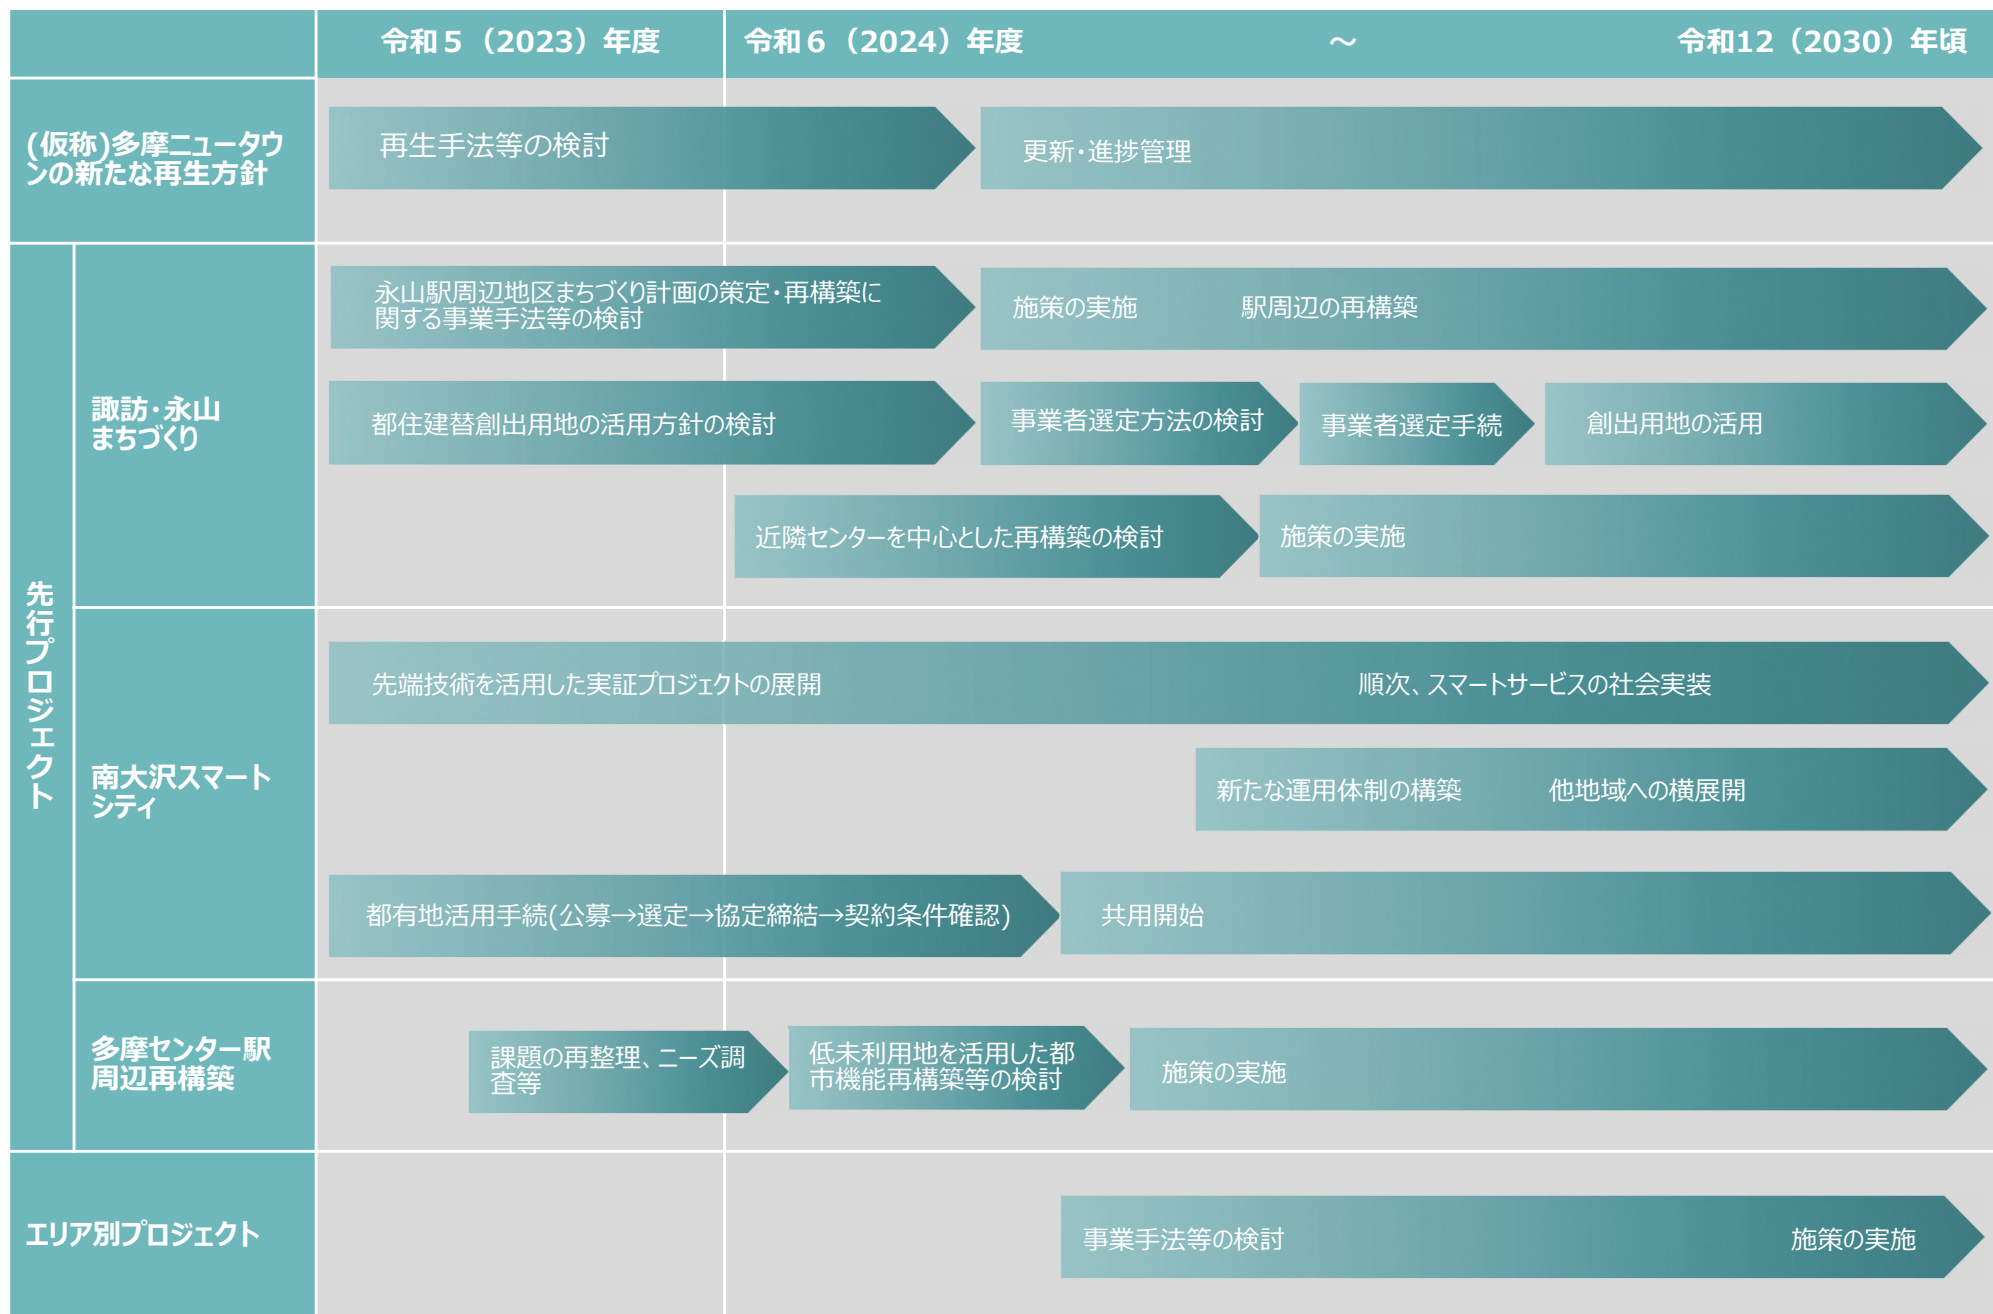 令和５（2023）年度
令和６（2024）年度
～
令和12（2030）年頃
(仮称)多摩ニュータウ
ンの新たな再生方針
再生手法等の検討
更新・進捗管理
先行プロジェクト
諏訪・永山
まちづくり
永山駅周辺地区まちづくり計画の策定・再構築に
関する事業手法等の検討
施策の実施
駅周辺の再構築
都住建替創出用地の活用方針の検討
事業者選定方法の検討
事業者選定手続
創出用地の活用
近隣センターを中心とした再構築の検討
施策の実施
南大沢スマート
シティ
先端技術を活用した実証プロジェクトの展開
順次、スマートサービスの社会実装
新たな運用体制の構築
他地域への横展開
都有地活用手続(公募→選定→協定締結→契約条件確認)
共用開始
多摩センター駅
周辺再構築
課題の再整理、ニーズ調
査等
低未利用地を活用した都
市機能再構築等の検討
施策の実施
エリア別プロジェクト
事業手法等の検討
施策の実施